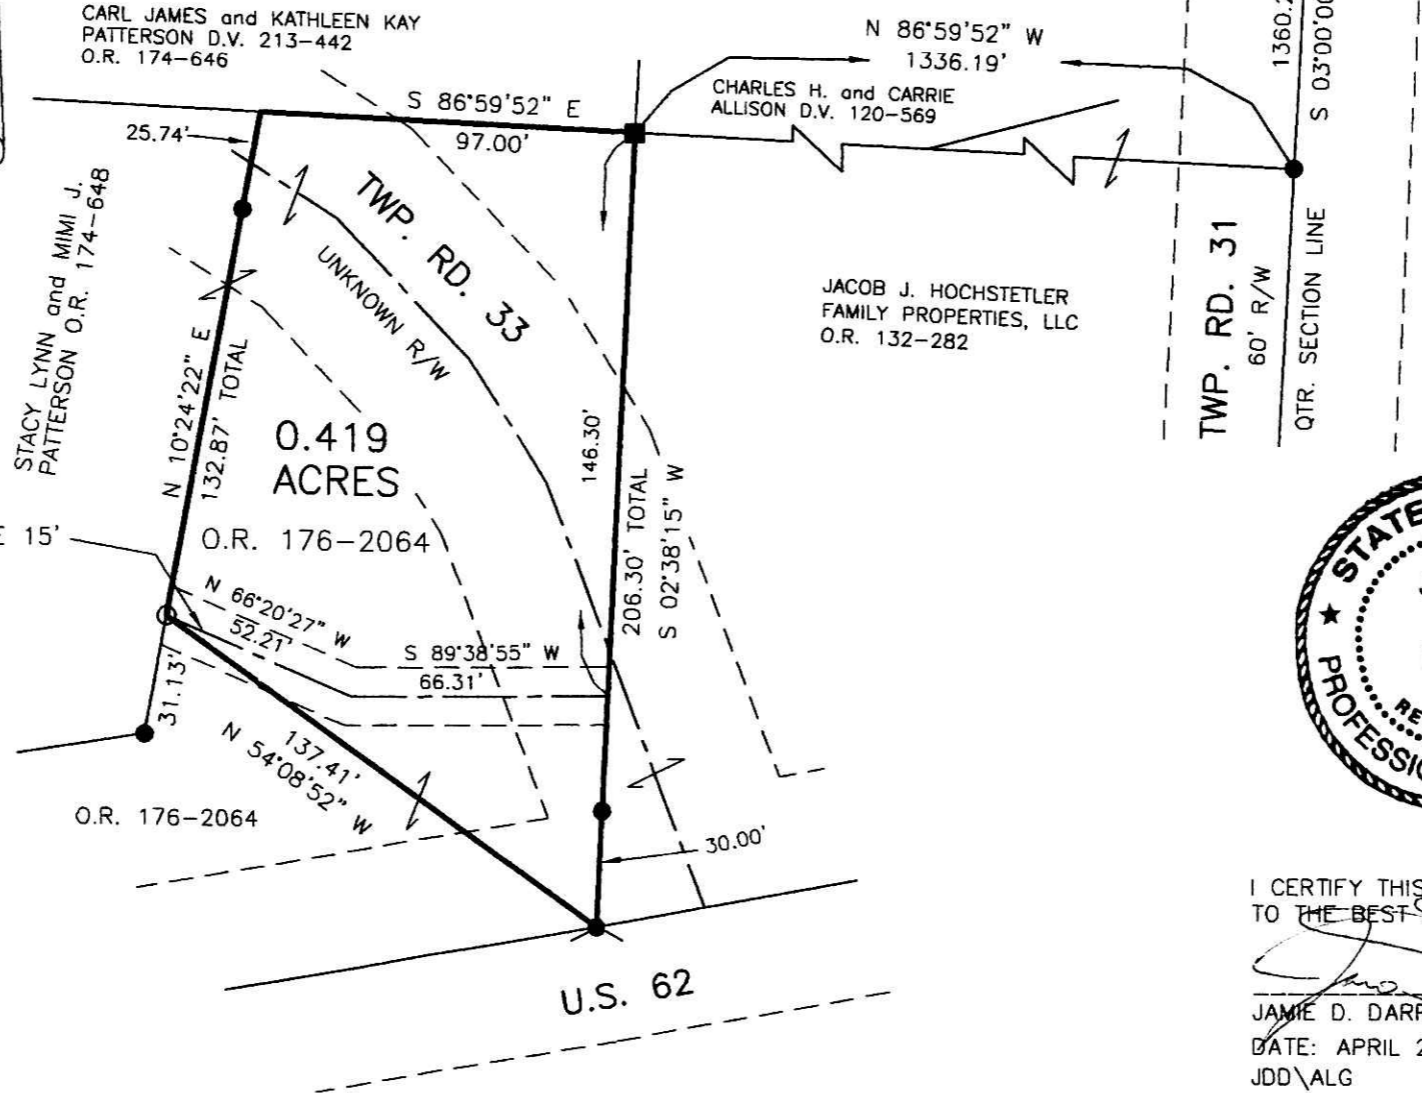 CARL JAMES and KATHLEEN KAY
PATTERSON D.V. 213-442
O.R. 174-646
N 86°59'52" W
1336.19'
S 03°00'00
S 86°59'52" E
97.00'
25.74'
CHARLES H. and CARRIE
ALLISON D.V. 120-569
STACY LYNN and MIMI J.
PATTERSON O.R. 174-648
TWP. RD. 33
UNKNOWN R/W
JACOB J. HOCHSTETLER
FAMILY PROPERTIES, LLC
O.R. 132-282
TWP. RD. 31
60' R/W
QTR. SECTION LINE
N 10°24'22" E
132.87' TOTAL
0.419
ACRES
O.R. 176-2064
146.30'
206.30' TOTAL
S 02°38'15" W
E 15'
N 66°20'27" W
52.21'
S 89°38'55" W
66.31'
31.13'
137.41'
N 54°08'52" W
O.R. 176-2064
30.00'
U.S. 62
STATE
PROFESSIO
RE
I CERTIFY THIS
TO THE BEST
JAMIE D. DARR
DATE: APRIL 2
JDD\ALG